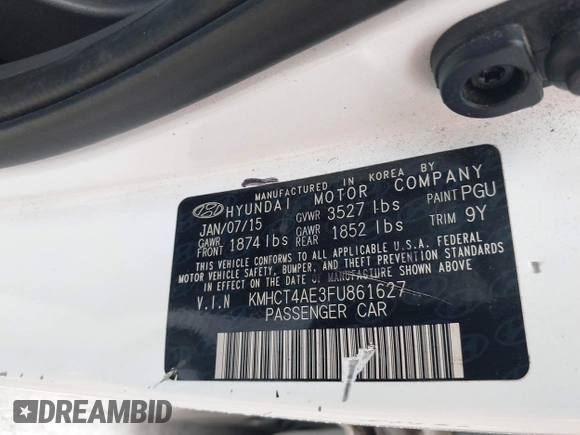 MANUFACTURED IN KOREA BY
HYUNDAI MOTOR COMPANY
JAN/07/15 GVWR 3527 lbs PAINT PGU
GAWR FRONT 1874 lbs GAWR REAR 1852 lbs TRIM 9Y
THIS VEHICLE CONFORMS TO ALL APPLICABLE U.S.A. FEDERAL
MOTOR VEHICLE SAFETY, BUMPER, AND THEFT PREVENTION STANDARDS
IN EFFECT ON THE DATE OF MANUFACTURE SHOWN ABOVE.
V.I.N KMHCT4AE3FU861627
PASSENGER CAR
DREAMBID